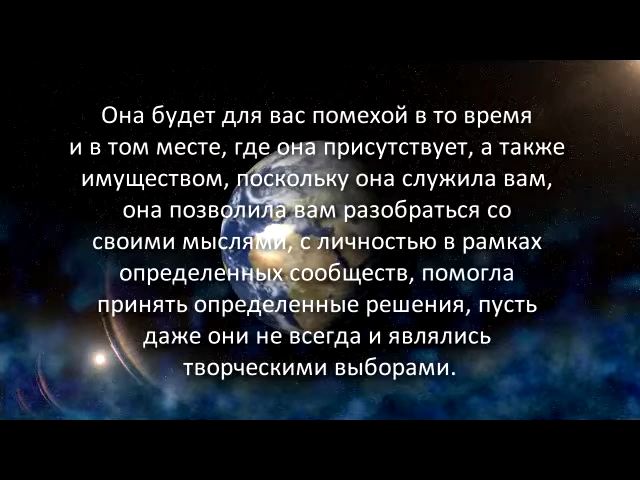 Она будет для вас помехой в то время
и в том месте, где она присутствует, а также
имуществом, поскольку она служила вам,
она позволила вам разобраться со
своими мыслями, с личностью в рамках
определенных сообществ, помогла
принять определенные решения, пусть
даже они не всегда и являлись
творческими выборами.